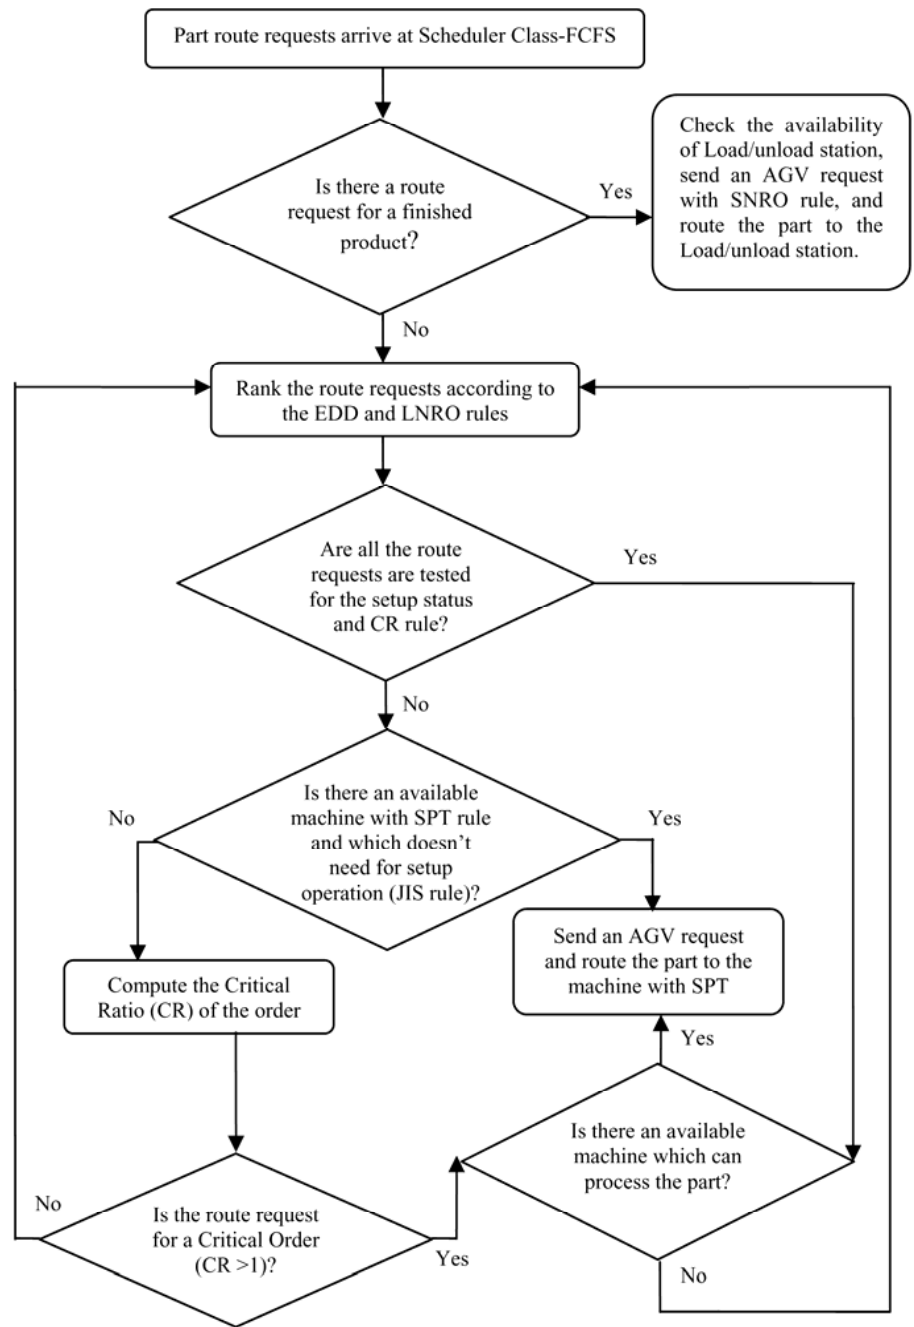 Part route requests arrive at Scheduler Class-FCFS
Check the availability
of Load/unload station,
send an AGV request
with SNRO rule, and
route the part to the
Load/unload station.
Is there a route
request for a finished
product?
Yes
No
Rank the route requests according to
the EDD and LNRO rules
Are all the route
requests are tested
for the setup status
and CR rule?
Yes
No
Is there an available
machine with SPT rule
and which doesn't
need for setup
operation (JIS rule)?
No
Yes
Send an AGV request
and route the part to the
machine with SPT
Compute the Critical
Ratio (CR) of the order
Yes
Is there an available
machine which can
process the part?
No
Is the route request
for a Critical Order
(CR >1)?
Yes
No